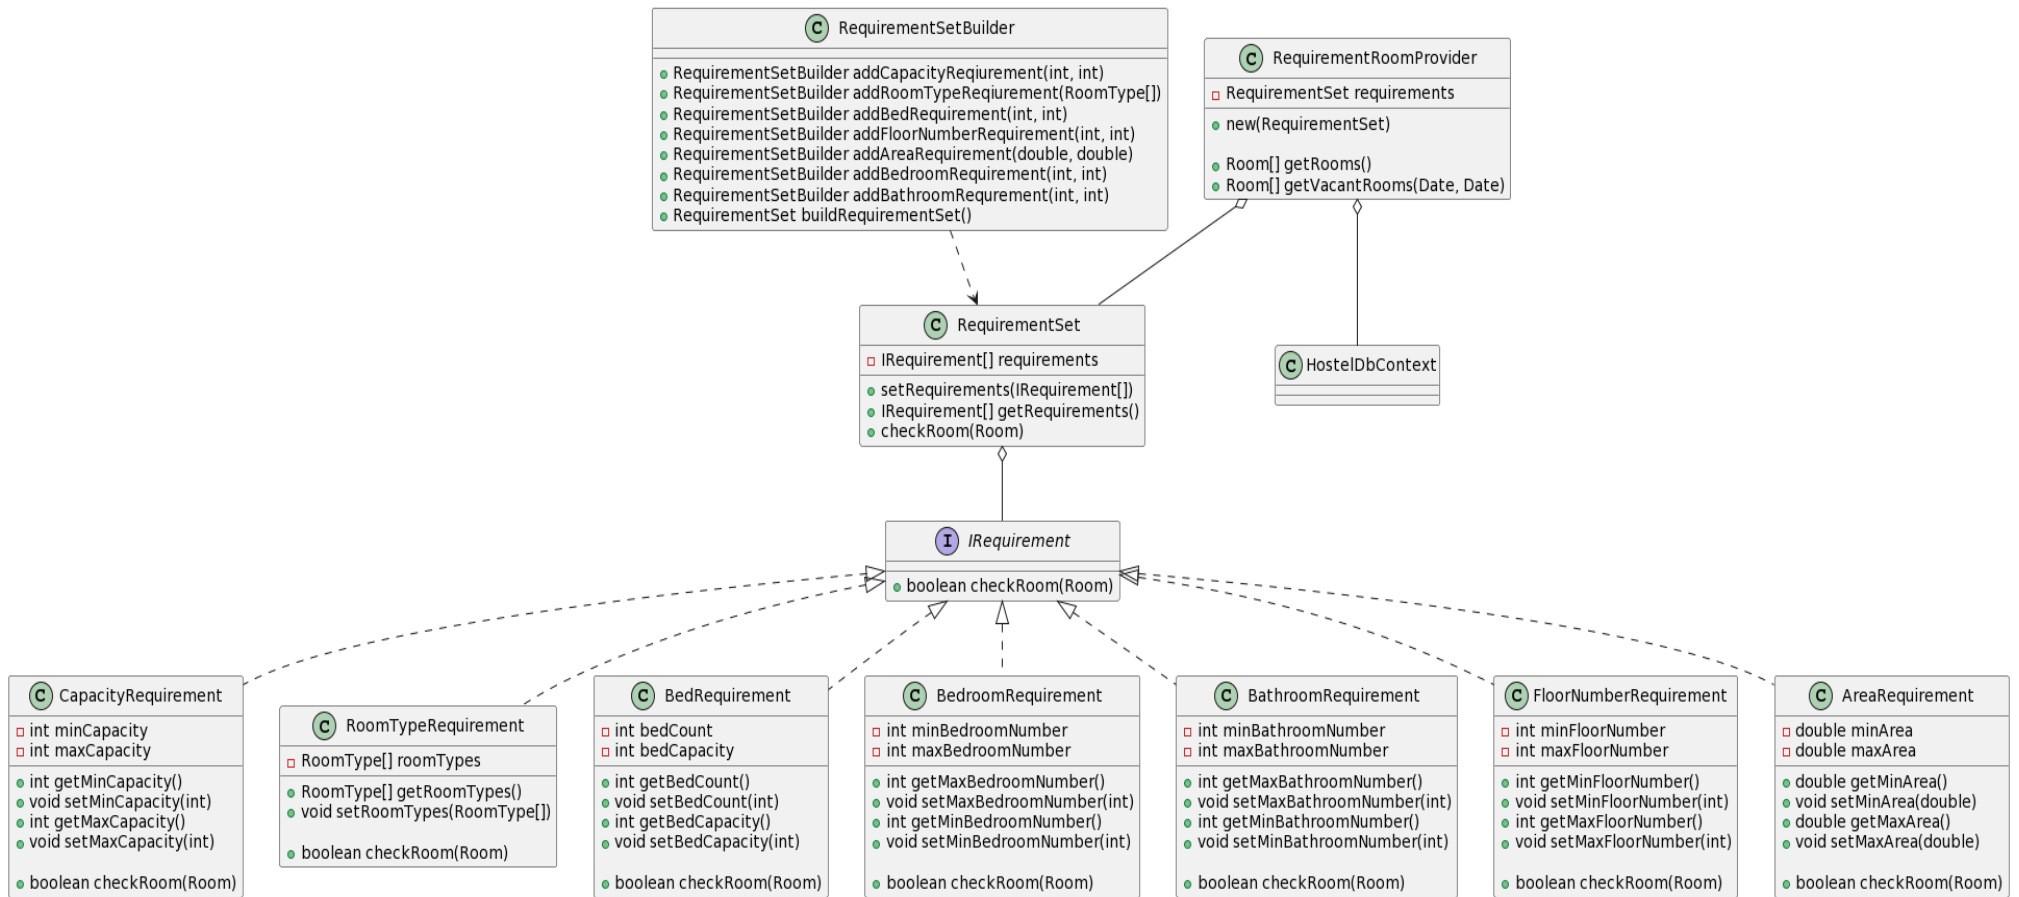 C RequirementSetBuilder
RequirementSetBuilder addCapacityReqiurement(int, int)
RequirementSetBuilder addRoomTypeReqiurement(RoomType[])
RequirementSetBuilder addBedRequirement(int, int)
RequirementSetBuilder addFloorNumberRequirement(int, int)
RequirementSetBuilder addAreaRequirement(double, double)
RequirementSetBuilder addBedroomRequirement(int, int)
RequirementSetBuilder addBathroomRequrement(int, int)
RequirementSet buildRequirementSet()
C RequirementRoomProvider
RequirementSet requirements
new(RequirementSet)
Room[] getRooms()
Room[] getVacantRooms(Date, Date)
C RequirementSet
IRequirement[] requirements
setRequirements(IRequirement[])
IRequirement[] getRequirements()
checkRoom(Room)
C HostelDbContext
I IRequirement
boolean checkRoom(Room)
C CapacityRequirement
int minCapacity
int maxCapacity
int getMinCapacity()
void setMinCapacity(int)
int getMaxCapacity()
void setMaxCapacity(int)
boolean checkRoom(Room)
C RoomTypeRequirement
RoomType[] roomTypes
RoomType[] getRoomTypes()
void setRoomTypes(RoomType[])
boolean checkRoom(Room)
C BedRequirement
int bedCount
int bedCapacity
int getBedCount()
void setBedCount(int)
int getBedCapacity()
void setBedCapacity(int)
boolean checkRoom(Room)
C BedroomRequirement
int minBedroomNumber
int maxBedroomNumber
int getMaxBedroomNumber()
void setMaxBedroomNumber(int)
int getMinBedroomNumber()
void setMinBedroomNumber(int)
boolean checkRoom(Room)
C BathroomRequirement
int minBathroomNumber
int maxBathroomNumber
int getMaxBathroomNumber()
void setMaxBathroomNumber(int)
int getMinBathroomNumber()
void setMinBathroomNumber(int)
boolean checkRoom(Room)
C FloorNumberRequirement
int minFloorNumber
int maxFloorNumber
int getMinFloorNumber()
void setMinFloorNumber(int)
int getMaxFloorNumber()
void setMaxFloorNumber(int)
boolean checkRoom(Room)
C AreaRequirement
double minArea
double maxArea
double getMinArea()
void setMinArea(double)
double getMaxArea()
void setMaxArea(double)
boolean checkRoom(Room)